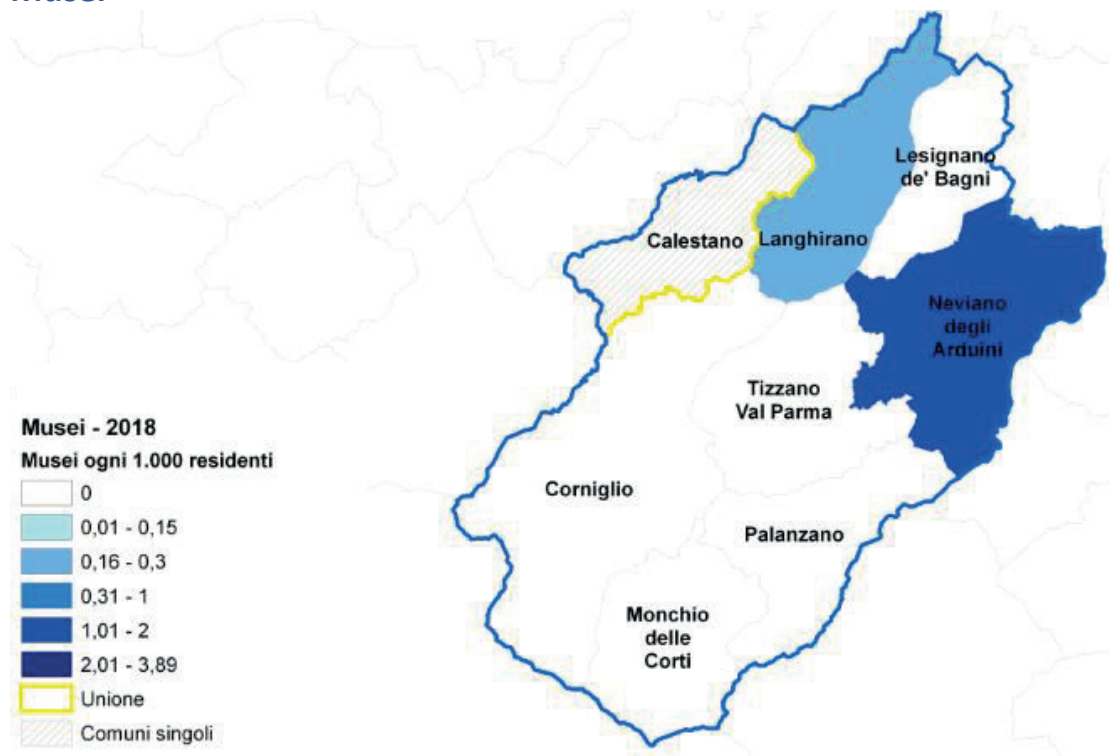 Musei
Lesignano
de' Bagni
Calestano
Langhirano
Neviano
degli
Arduini
Tizzano
Val Parma
Corniglio
Palanzano
Monchio
delle
Corti
Musei - 2018
Musei ogni 1.000 residenti
0
0,01 - 0,15
0,16 - 0,3
0,31 - 1
1,01 - 2
2,01 - 3,89
Unione
Comuni singoli